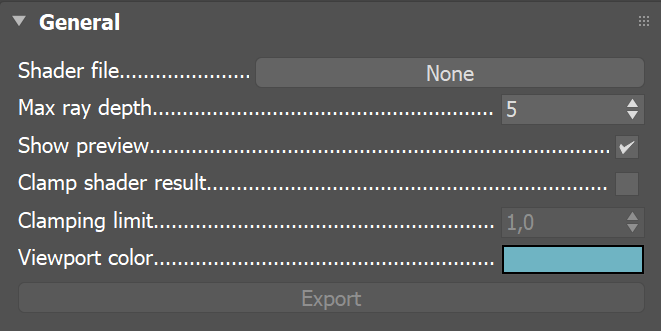 General
Shader file None
Max ray depth 5
Show preview
Clamp shader result
Clamping limit 1,0
Viewport color
Export